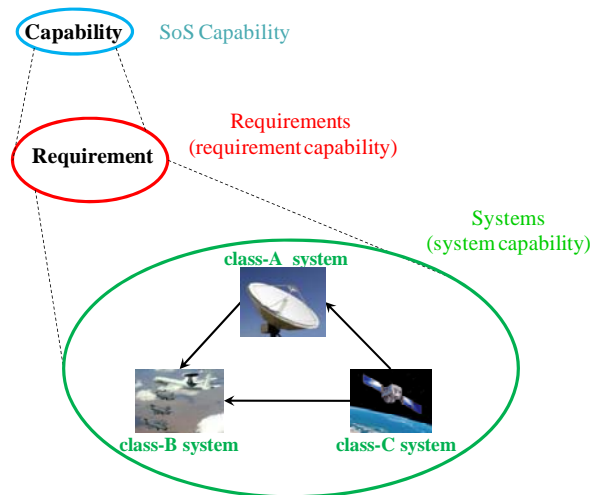 Capability
SoS Capability
Requirements
(requirement capability)
Requirement
Systems
(system capability)
class-A system
class-B system
class-C system